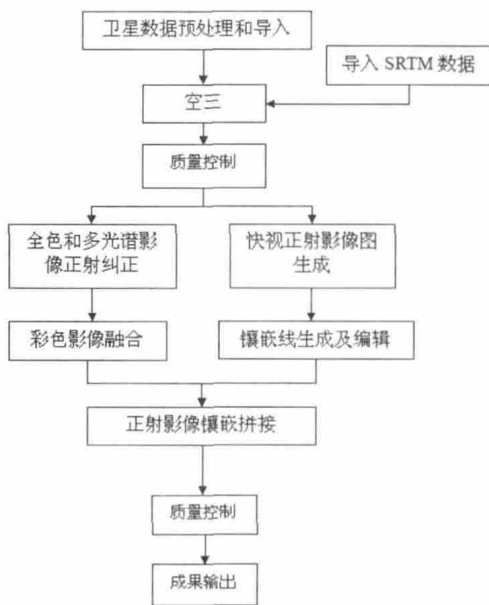 卫星数据预处理和导入
导入 SRTM 数据
空三
质量控制
全色和多光谱影
像正射纠正
快视正射影像图
生成
彩色影像融合
镶嵌线生成及编辑
正射影像镶嵌拼接
质量控制
成果输出